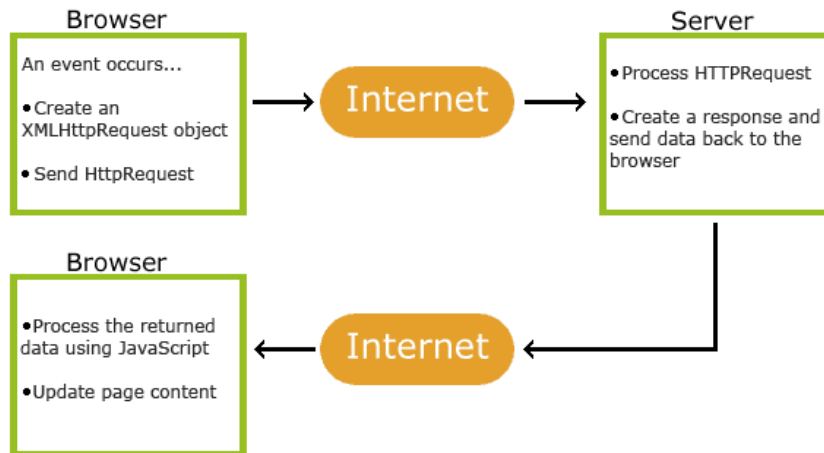 Browser
An event occurs...
•Create an
XMLHttpRequest object
•Send HttpRequest
Internet
Server
•Process HTTPRequest
•Create a response and
send data back to the
browser
Browser
•Process the returned
data using JavaScript
•Update page content
Internet